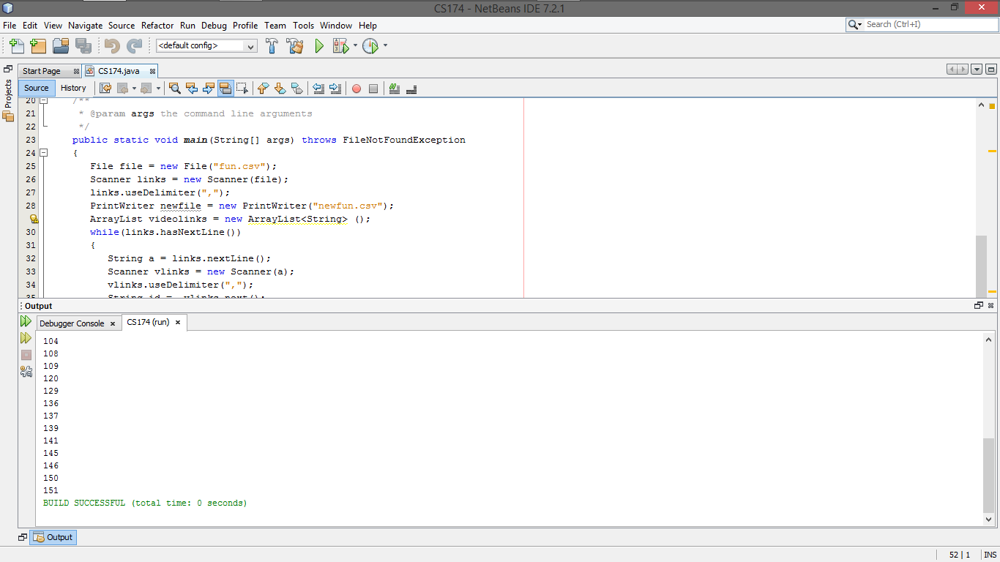 CS174 - NetBeans IDE 7.2.1
File Edit View Navigate Source Refactor Run Debug Profile Team Tools Window Help
Search (Ctrl+I)
<default config>
Projects
Start Page
CS174.java
Source History
20 /**
21 * @param args the command line arguments
22 */
23 public static void main(String[] args) throws FileNotFoundException
24 {
25 File file = new File("fun.csv");
26 Scanner links = new Scanner(file);
27 links.useDelimiter(",");
28 PrintWriter newfile = new PrintWriter("newfun.csv");
ArrayList videolinks = new ArrayList<String> ();
30 while(links.hasNextLine())
31 {
32 String a = links.nextLine();
33 Scanner vlinks = new Scanner(a);
34 vlinks.useDelimiter(",");
35 String id = vlinks.next();
Output
Debugger Console
CS174 (run)
104
108
109
120
129
136
137
139
141
145
146
150
151
BUILD SUCCESSFUL (total time: 0 seconds)
Output
52 | 1 INS